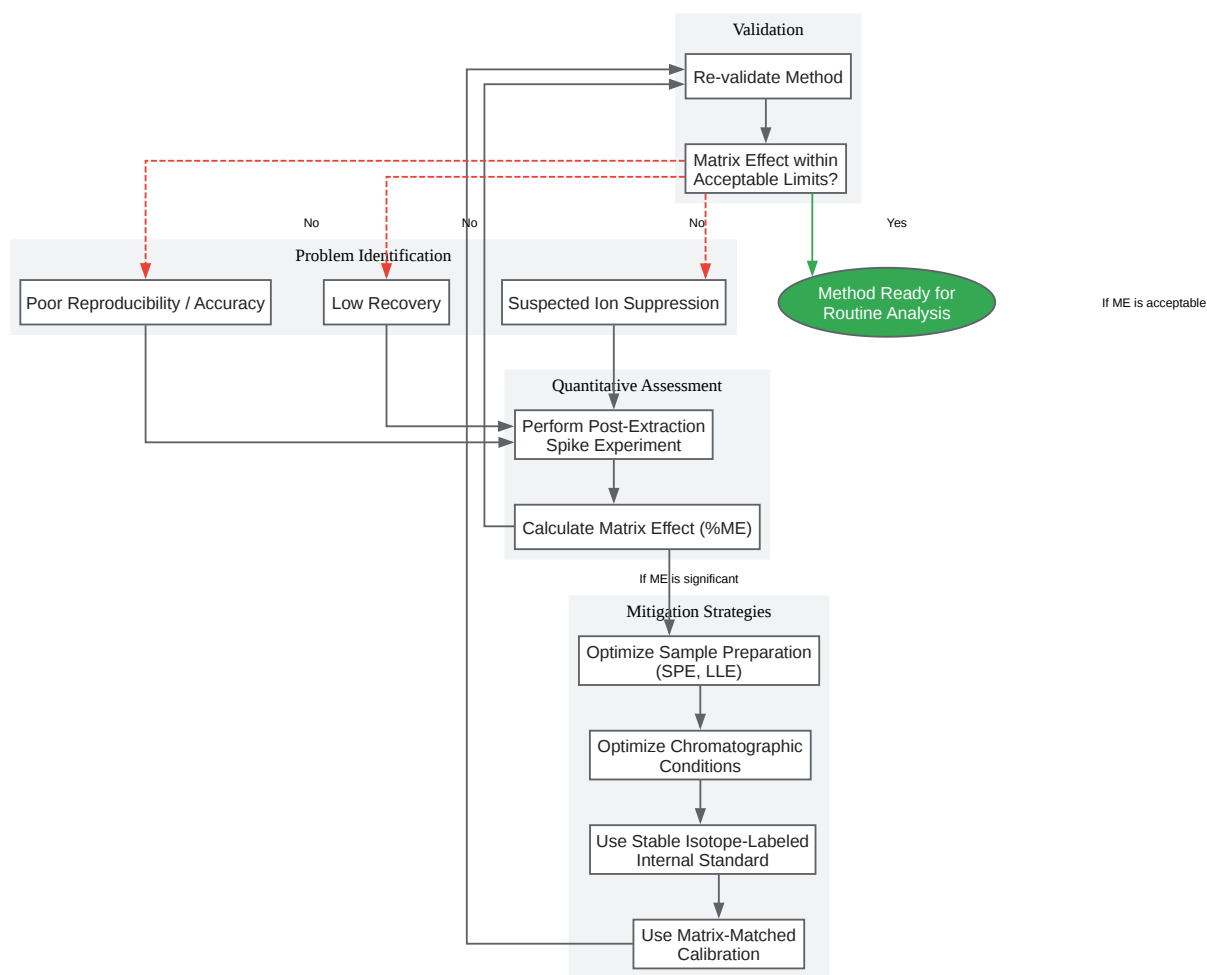 Validation
Re-validate Method
Matrix Effect within
Acceptable Limits?
No
No
No
Yes
Problem Identification
Poor Reproducibility / Accuracy
Low Recovery
Suspected Ion Suppression
Method Ready for
Routine Analysis
If ME is acceptable
Quantitative Assessment
Perform Post-Extraction
Spike Experiment
Calculate Matrix Effect (%ME)
If ME is significant
Mitigation Strategies
Optimize Sample Preparation
(SPE, LLE)
Optimize Chromatographic
Conditions
Use Stable Isotope-Labeled
Internal Standard
Use Matrix-Matched
Calibration